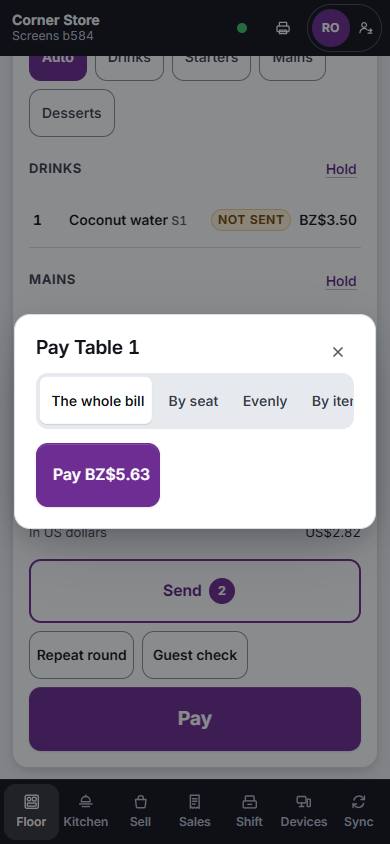 Corner Store
Screens b584
RO
Auto
Drinks
Starters
Mains
Desserts
DRINKS
Hold
1
Coconut water S1
NOT SENT
BZ$3.50
MAINS
Hold
Pay Table 1
×
The whole bill
By seat
Evenly
By iter
Pay BZ$5.63
In US dollars
US$2.82
Send 2
Repeat round
Guest check
Pay
Floor
Kitchen
Sell
Sales
Shift
Devices
Sync